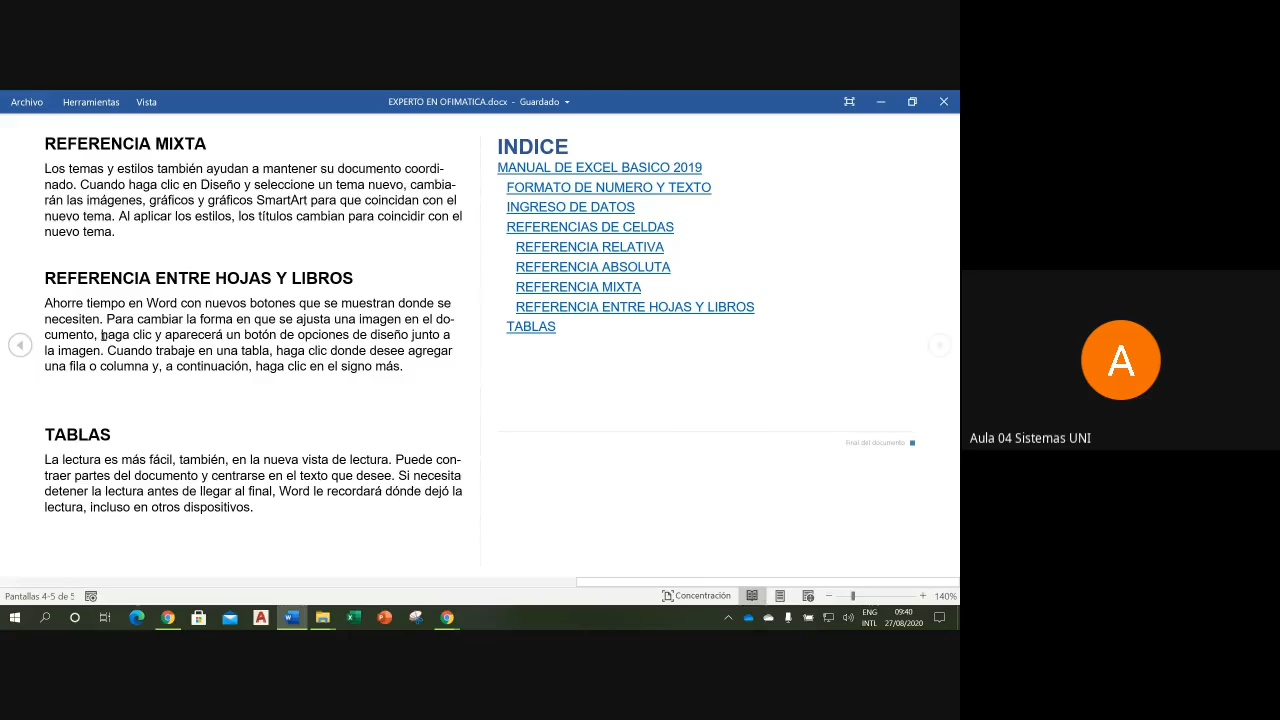 Archivo Herramientas Vista EXPERTO EN OFIMATICA.docx - Guardado
REFERENCIA MIXTA
Los temas y estilos también ayudan a mantener su documento coordi-
nado. Cuando haga clic en Diseño y seleccione un tema nuevo, cambia-
rán las imágenes, gráficos y gráficos SmartArt para que coincidan con el
nuevo tema. Al aplicar los estilos, los títulos cambian para coincidir con el
nuevo tema.
REFERENCIA ENTRE HOJAS Y LIBROS
Ahorre tiempo en Word con nuevos botones que se muestran donde se
necesiten. Para cambiar la forma en que se ajusta una imagen en el do-
cumento, haga clic y aparecerá un botón de opciones de diseño junto a
la imagen. Cuando trabaje en una tabla, haga clic donde desee agregar
una fila o columna y, a continuación, haga clic en el signo más.
TABLAS
La lectura es más fácil, también, en la nueva vista de lectura. Puede con-
traer partes del documento y centrarse en el texto que desee. Si necesita
detener la lectura antes de llegar al final, Word le recordará dónde dejó la
lectura, incluso en otros dispositivos.
INDICE
MANUAL DE EXCEL BASICO 2019
FORMATO DE NUMERO Y TEXTO
INGRESO DE DATOS
REFERENCIAS DE CELDAS
REFERENCIA RELATIVA
REFERENCIA ABSOLUTA
REFERENCIA MIXTA
REFERENCIA ENTRE HOJAS Y LIBROS
TABLAS
Final del documento
A
Aula 04 Sistemas UNI
Pantallas 4-5 de 5 Concentración 140%
ENG 09:40
INTL 27/08/2020